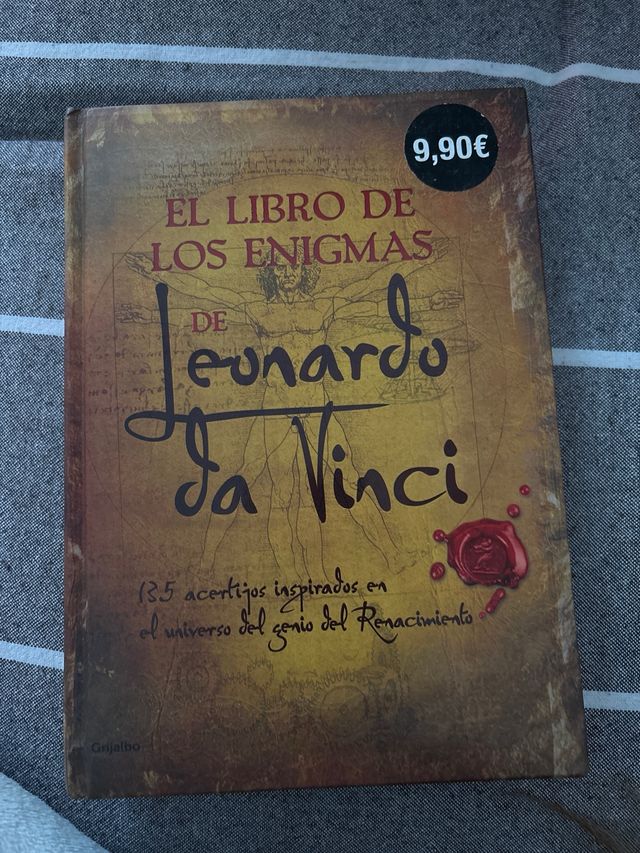 9,90€
EL LIBRO DE
LOS ENIGMAS
DE
Leonardo
da Vinci
135 acertijos inspirados en
el universo del genio del Renacimiento
Grijalbo